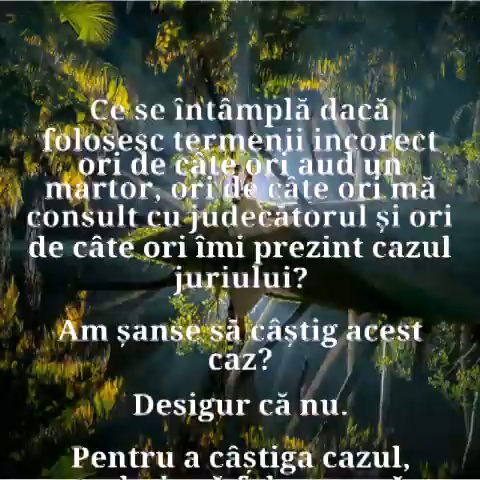 Ce se întâmplă dacă
folosesc termenii incorect
ori de câte ori aud un
martor, ori de câte ori mă
consult cu judecătorul și ori
de câte ori îmi prezint cazul
juriului?
Am șanse să câștig acest
caz?
Desigur că nu.
Pentru a câștiga cazul,